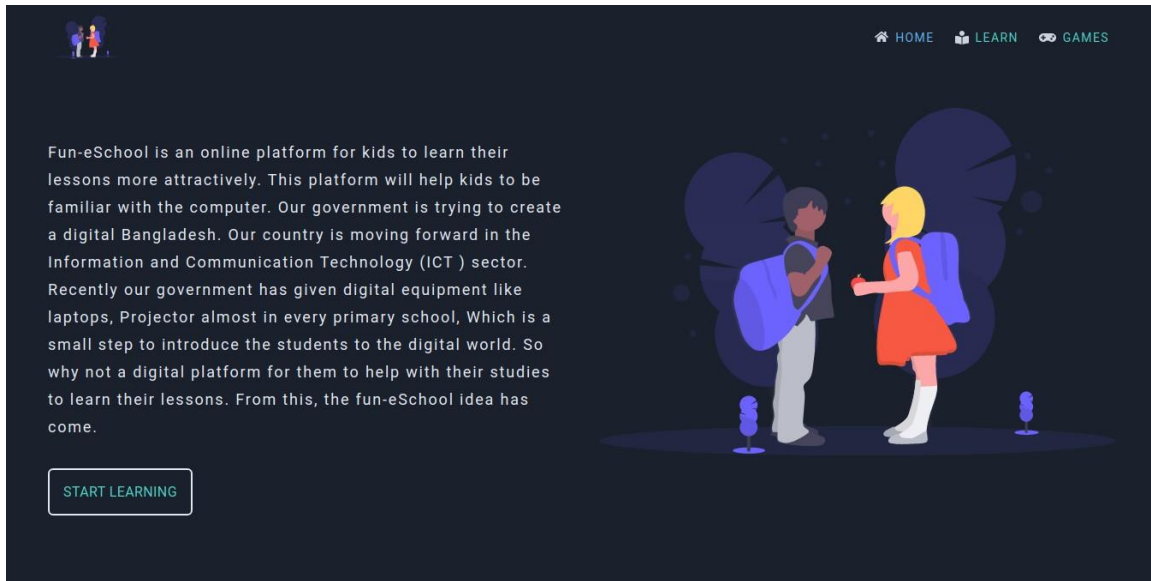 HOME LEARN GAMES
Fun-eSchool is an online platform for kids to learn their
lessons more attractively. This platform will help kids to be
familiar with the computer. Our government is trying to create
a digital Bangladesh. Our country is moving forward in the
Information and Communication Technology (ICT ) sector.
Recently our government has given digital equipment like
laptops, Projector almost in every primary school, Which is a
small step to introduce the students to the digital world. So
why not a digital platform for them to help with their studies
to learn their lessons. From this, the fun-eSchool idea has
come.
START LEARNING